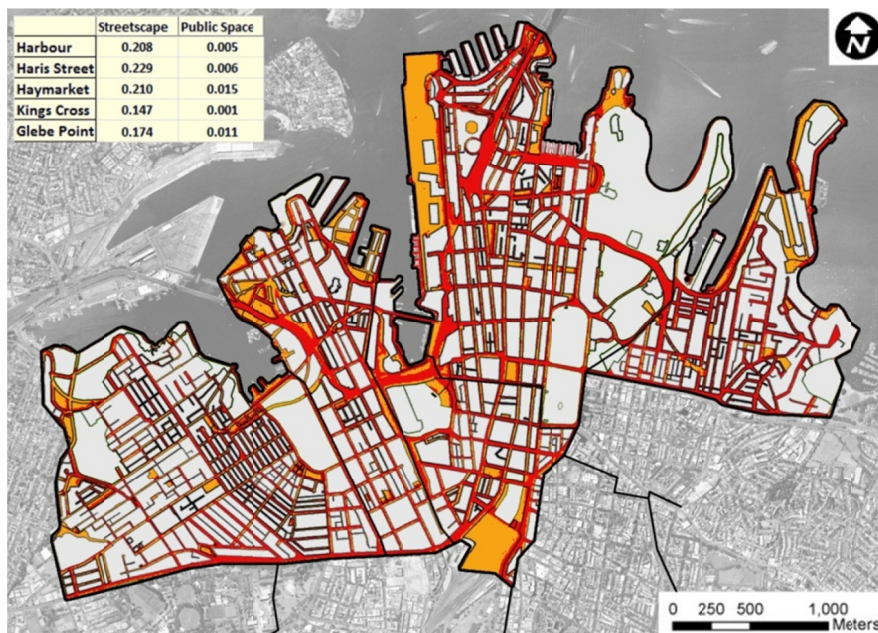 Streetscape Public Space
Harbour 0.208 0.005
Haris Street 0.229 0.006
Haymarket 0.210 0.015
Kings Cross 0.147 0.001
Glebe Point 0.174 0.011
N
0 250 500 1,000
Meters